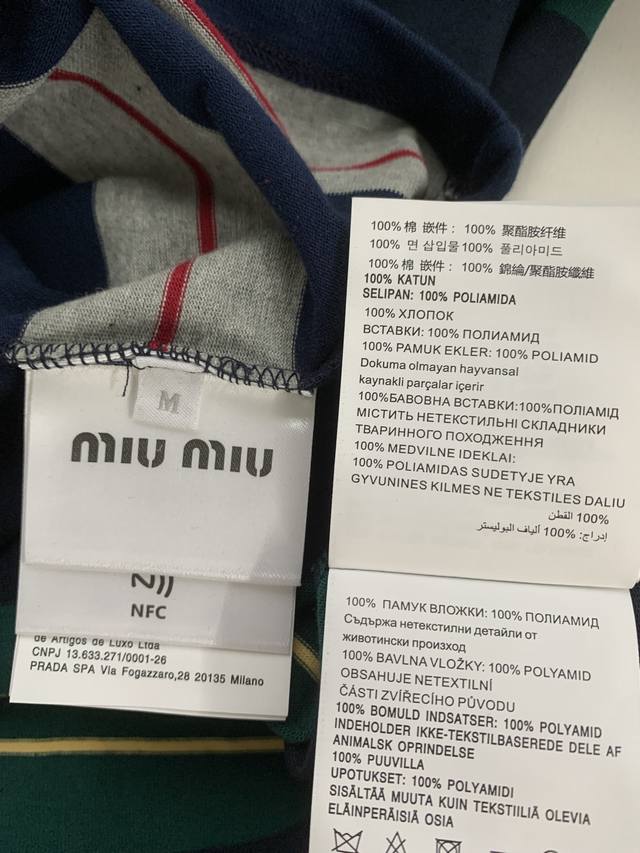 M
miu miu
NFC
de Artigos de Luxo Ltda
CNPJ 13.633.271/0001-26
PRADA SPA Via Fogazzaro,28 20135 Milano
100%棉 嵌件： 100% 聚酯胺纤维
100% 면 삽입물 100% 폴리아미드
100%棉 嵌件： 100% 錦綸/聚酯胺纖維
100% KATUN
SELIPAN: 100% POLIAMIDA
100% ХЛОПОК
ВСТАВКИ: 100% ПОЛИАМИД
100% PAMUK EKLER: 100% POLIAMID
Dokuma olmayan hayvansal
kaynakli parçalar içerir
100%БАВОВНА ВСТАВКИ:100%ПОЛІАМІД
МІСТИТЬ НЕТЕКСТИЛЬНІ СКЛАДНИКИ
ТВАРИННОГО ПОХОДЖЕННЯ
100% MEDVILNE IDEKLAI:
100% POLIAMIDAS SUDETYJE YRA
GYVUNINES KILMES NE TEKSTILES DALIU
100% القطن
إدراج: 100% ألياف البوليستر
100% ПАМУК ВЛОЖКИ: 100% ПОЛИАМИД
Съдържа нетекстилни детайли от
животински произход
100% BAVLNA VLOŽKY: 100% POLYAMID
OBSAHUJE NETEXTILNÍ
ČÁSTI ZVÍŘECÍHO PŮVODU
100% BOMULD INDSATSER: 100% POLYAMID
INDEHOLDER IKKE-TEKSTILBASEREDE DELE AF
ANIMALSK OPRINDELSE
100% PUUVILLA
UPOTUKSET: 100% POLYAMIDI
SISÄLTÄÄ MUUTA KUIN TEKSTIILIÄ OLEVIA
ELÄINPERÄISIÄ OSIA